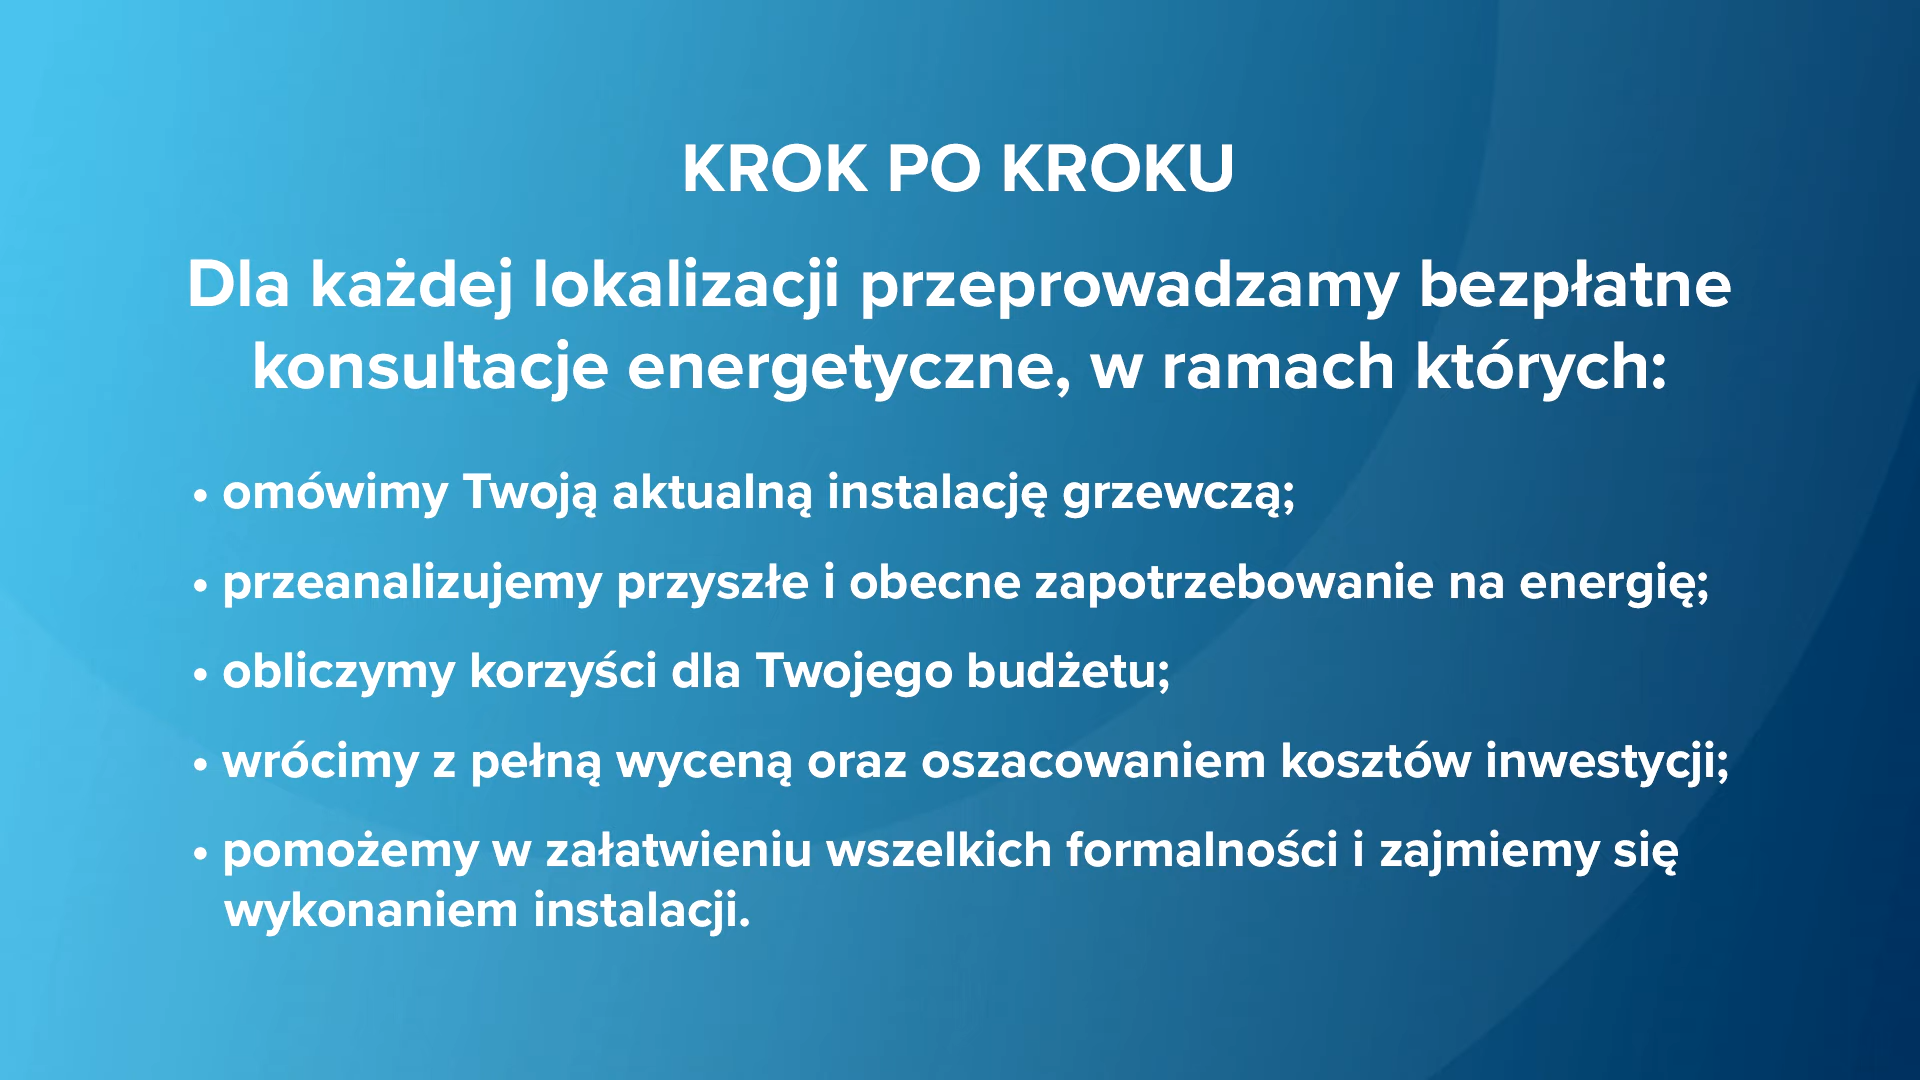 KROK PO KROKU
Dla każdej lokalizacji przeprowadzamy bezpłatne
konsultacje energetyczne, w ramach których:
• omówimy Twoją aktualną instalację grzewczą;
• przeanalizujemy przyszłe i obecne zapotrzebowanie na energię;
• obliczymy korzyści dla Twojego budżetu;
• wrócimy z pełną wyceną oraz oszacowaniem kosztów inwestycji;
• pomożemy w załatwieniu wszelkich formalności i zajmiemy się
wykonaniem instalacji.